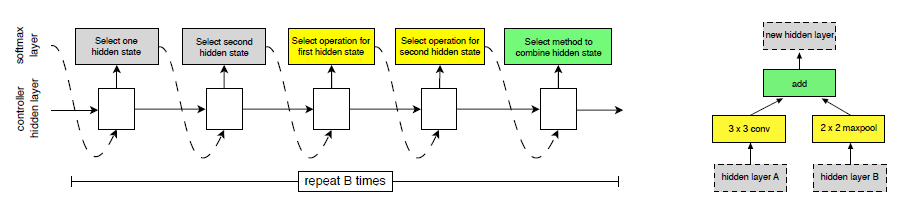 softmax
layer
controller
hidden layer
Select one
hidden state
Select second
hidden state
Select operation for
first hidden state
Select operation for
second hidden state
Select method to
combine hidden state
repeat B times
new hidden layer
add
3 x 3 conv
2 x 2 maxpool
hidden layer A
hidden layer B